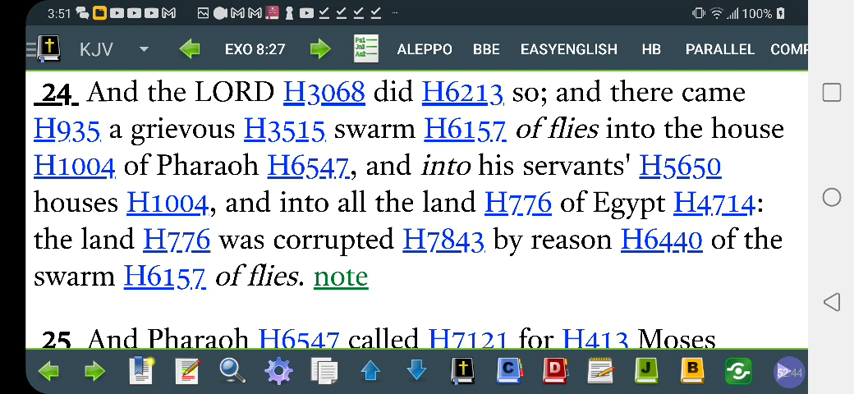 3:51
100%
KJV EXO 8:27 ALEPPO BBE EASYENGLISH HB PARALLEL COMP
24 And the LORD H3068 did H6213 so; and there came
H935 a grievous H3515 swarm H6157 of flies into the house
H1004 of Pharaoh H6547, and into his servants' H5650
houses H1004, and into all the land H776 of Egypt H4714:
the land H776 was corrupted H7843 by reason H6440 of the
swarm H6157 of flies. note
25 And Pharaoh H6547 called H7121 for H413 Moses
C D J B